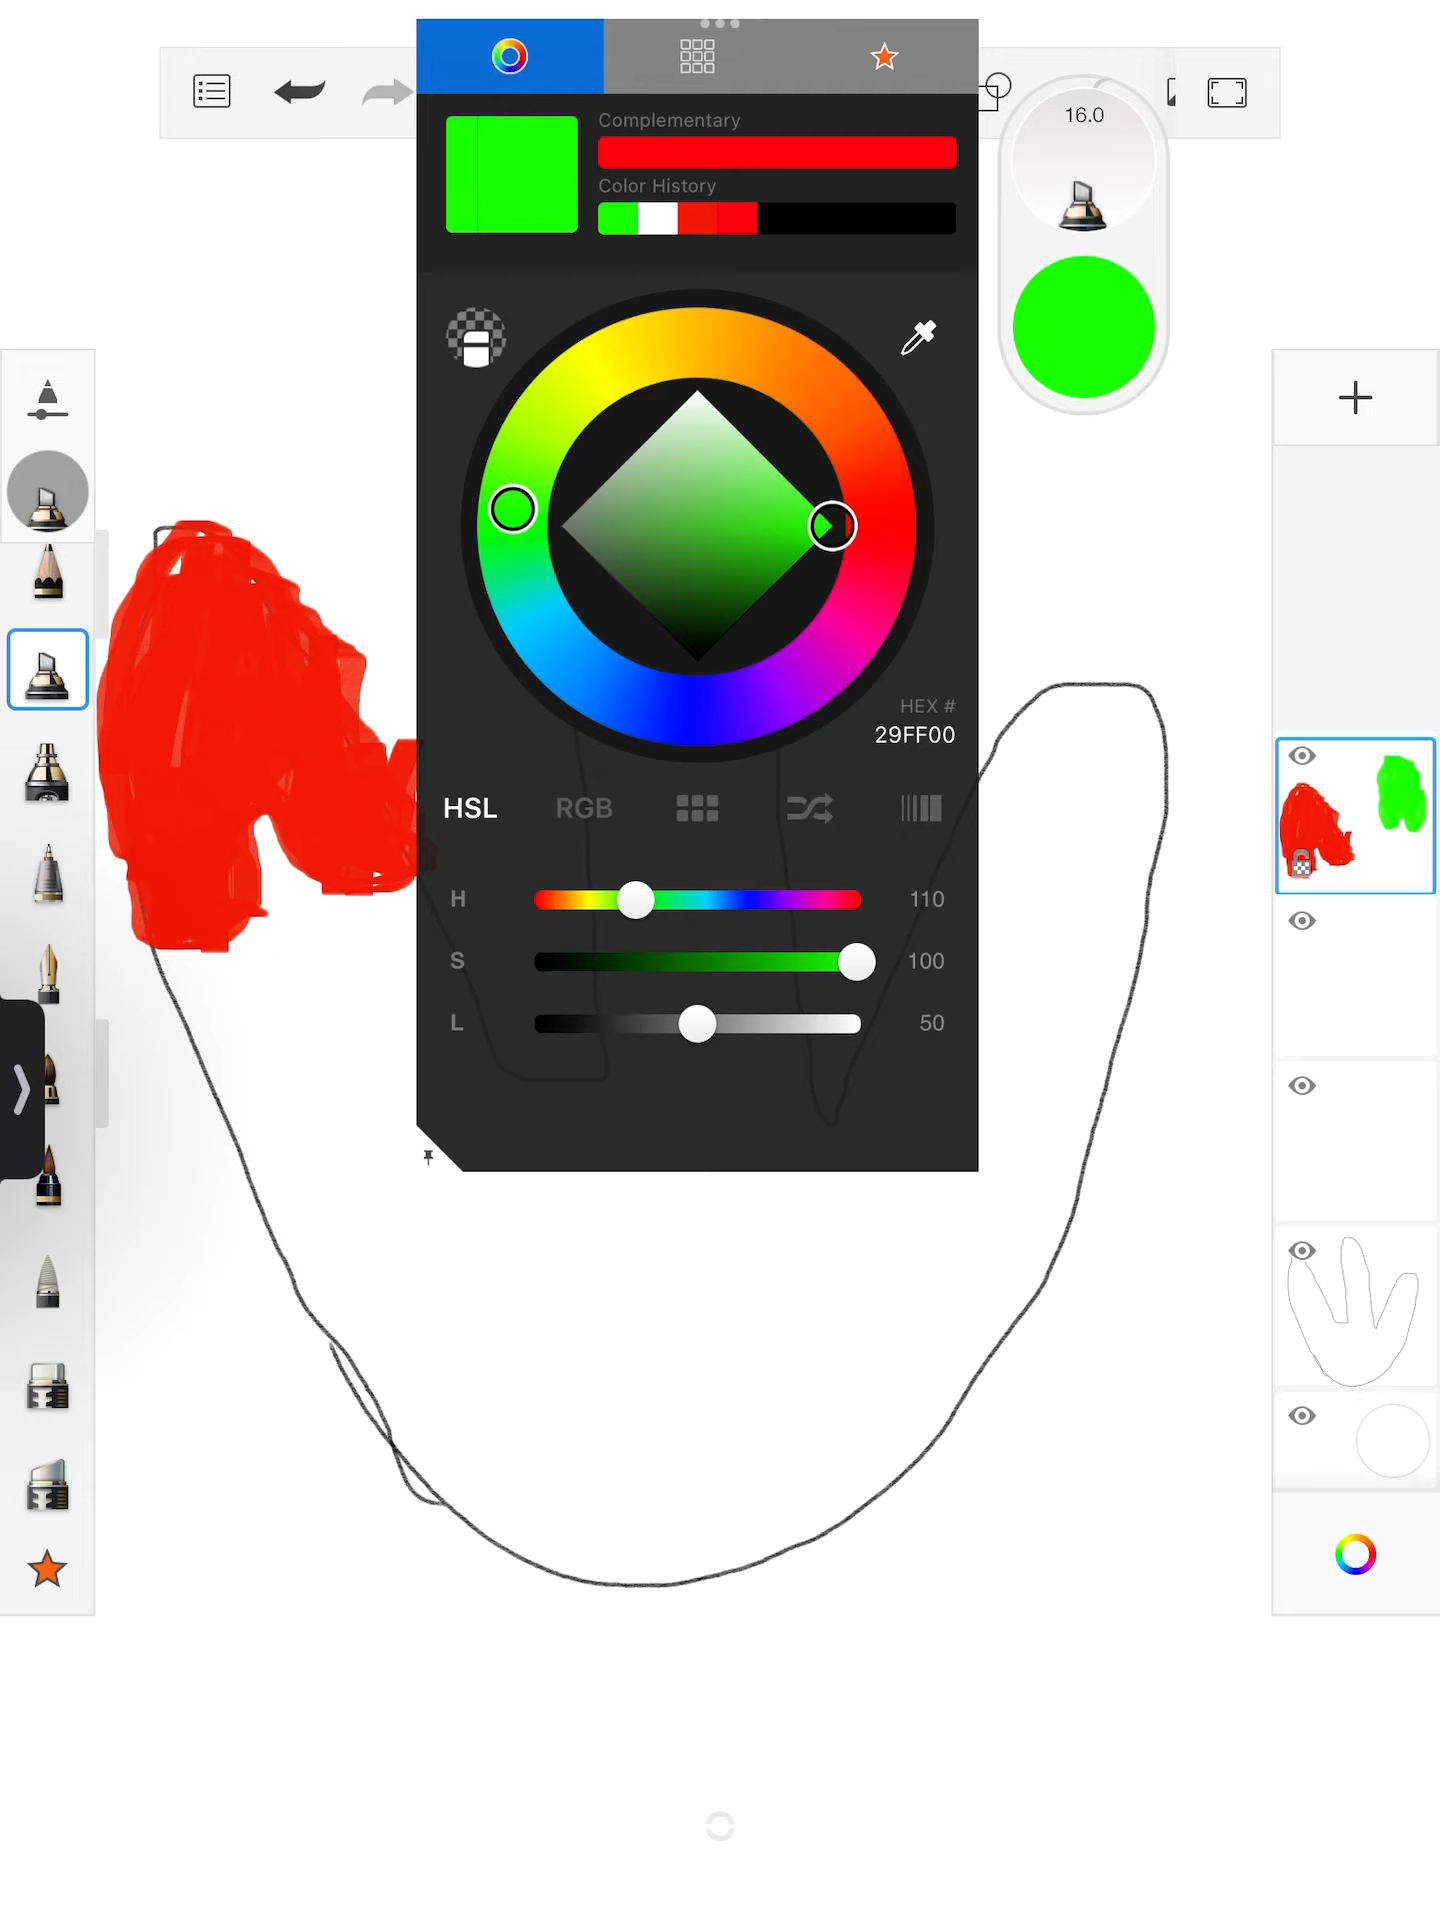 Complementary
16.0
Color History
HEX #
29FF00
HSL RGB
H 110
S 100
L 50